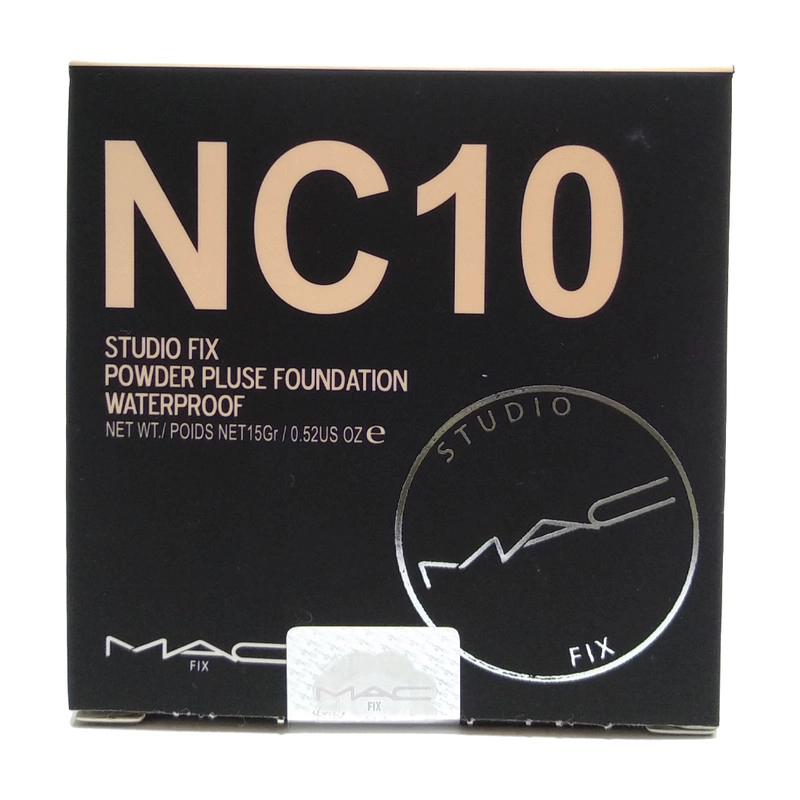 NC10
STUDIO FIX
POWDER PLUSE FOUNDATION
WATERPROOF
NET WT./ POIDS NET15Gr / 0.52US OZ e
STUDIO
MAC
FIX
MAC
FIX
MAC
FIX